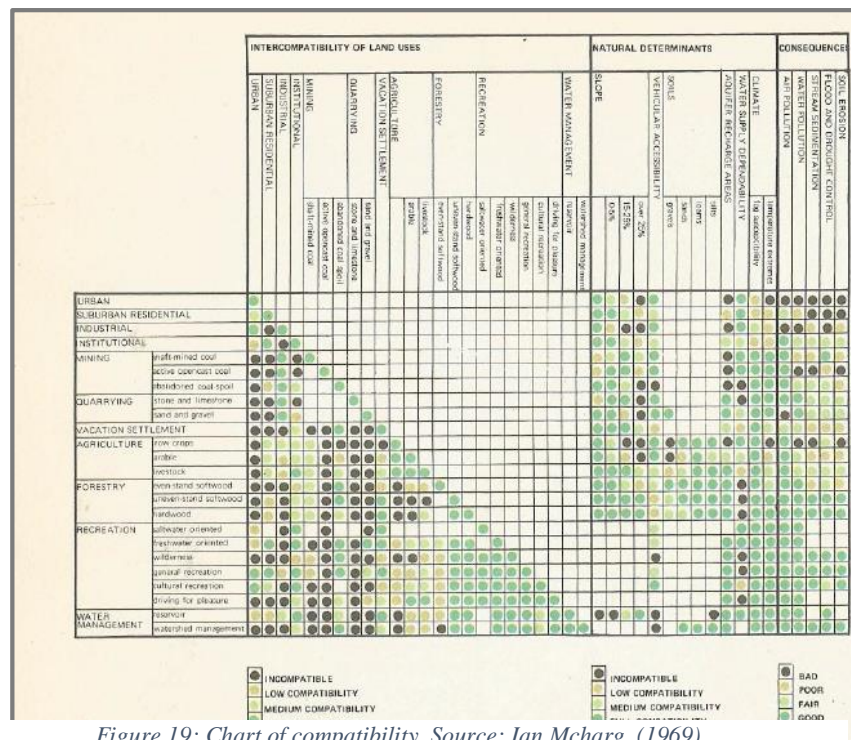 INTERCOMPATIBILITY OF LAND USES
NATURAL DETERMINANTS
CONSEQUENCES
URBAN
SUBURBAN RESIDENTIAL
INDUSTRIAL
INSTITUTIONAL
MINING
shaft-mined coal
active opencast coal
abandoned coal spoil
QUARRYING
stone and limestone
sand and gravel
VACATION SETTLEMENT
AGRICULTURE
arable
livestock
FORESTRY
even-stand softwood
uneven-stand softwood
hardwood
RECREATION
saltwater oriented
freshwater oriented
wilderness
general recreation
cultural recreation
driving for pleasure
WATER MANAGEMENT
reservoir
watershed management
SLOPE
0-5%
15-25%
over 25%
VEHICULAR ACCESSIBILITY
SOILS
gravels
sands
loams
silts
AQUIFER RECHARGE AREAS
WATER SUPPLY DEPENDABILITY
CLIMATE
fog susceptibility
temperature extremes
AIR POLLUTION
WATER POLLUTION
STREAM SEDIMENTATION
FLOOD AND DROUGHT CONTROL
SOIL EROSION
URBAN
SUBURBAN RESIDENTIAL
INDUSTRIAL
INSTITUTIONAL
MINING
shaft-mined coal
active opencast coal
abandoned coal spoil
QUARRYING
stone and limestone
sand and gravel
VACATION SETTLEMENT
AGRICULTURE
row crops
arable
livestock
FORESTRY
even-stand softwood
uneven-stand softwood
hardwood
RECREATION
saltwater oriented
freshwater oriented
wilderness
general recreation
cultural recreation
driving for pleasure
WATER
MANAGEMENT
reservoir
watershed management
INCOMPATIBLE
LOW COMPATIBILITY
MEDIUM COMPATIBILITY
INCOMPATIBLE
LOW COMPATIBILITY
MEDIUM COMPATIBILITY
BAD
POOR
FAIR
GOOD
Figure 19: Chart of compatibility. Source: Ian Mcharg, (1969)